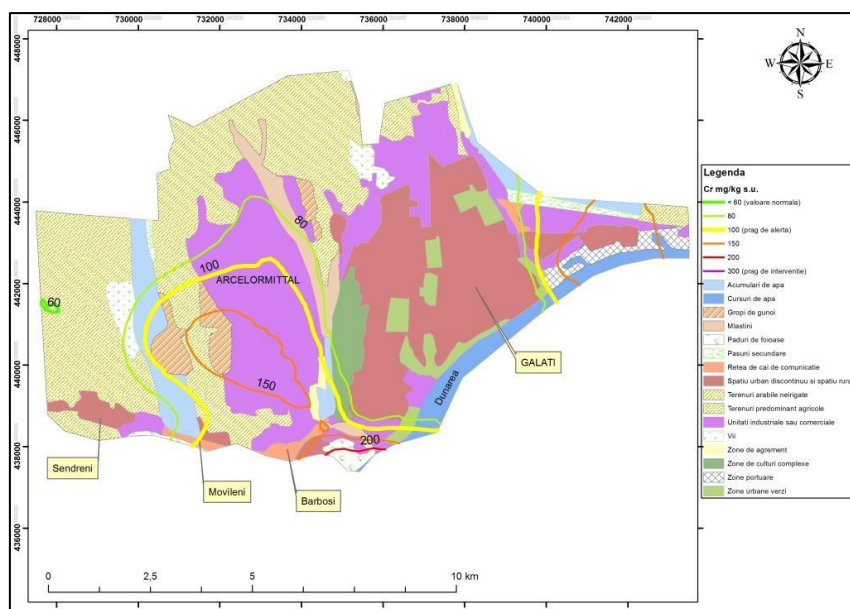 728000 730000 732000 734000 736000 738000 740000 742000
448000
446000
444000
442000
440000
438000
436000
N
W E
S
80
100
ARCELORMITTAL
60
150
200
GALATI
Dunarea
Sendreni
Movileni
Barbosi
0 2,5 5 10 km
Legenda
Cr mg/kg s.u.
< 60 (valoare normala)
80
100 (prag de alerta)
150
200
300 (prag de interventie)
Acumulari de apa
Cursuri de apa
Gropi de gunoi
Mlastini
Paduri de foioase
Pasuni secundare
Retea de cai de comunicatie
Spatiu urban discontinuu si spatiu rura
Terenuri arabile neirigate
Terenuri predominant agricole
Unitati industriale sau comerciale
Vii
Zone de agrement
Zone de culturi complexe
Zone portuare
Zone urbane verzi